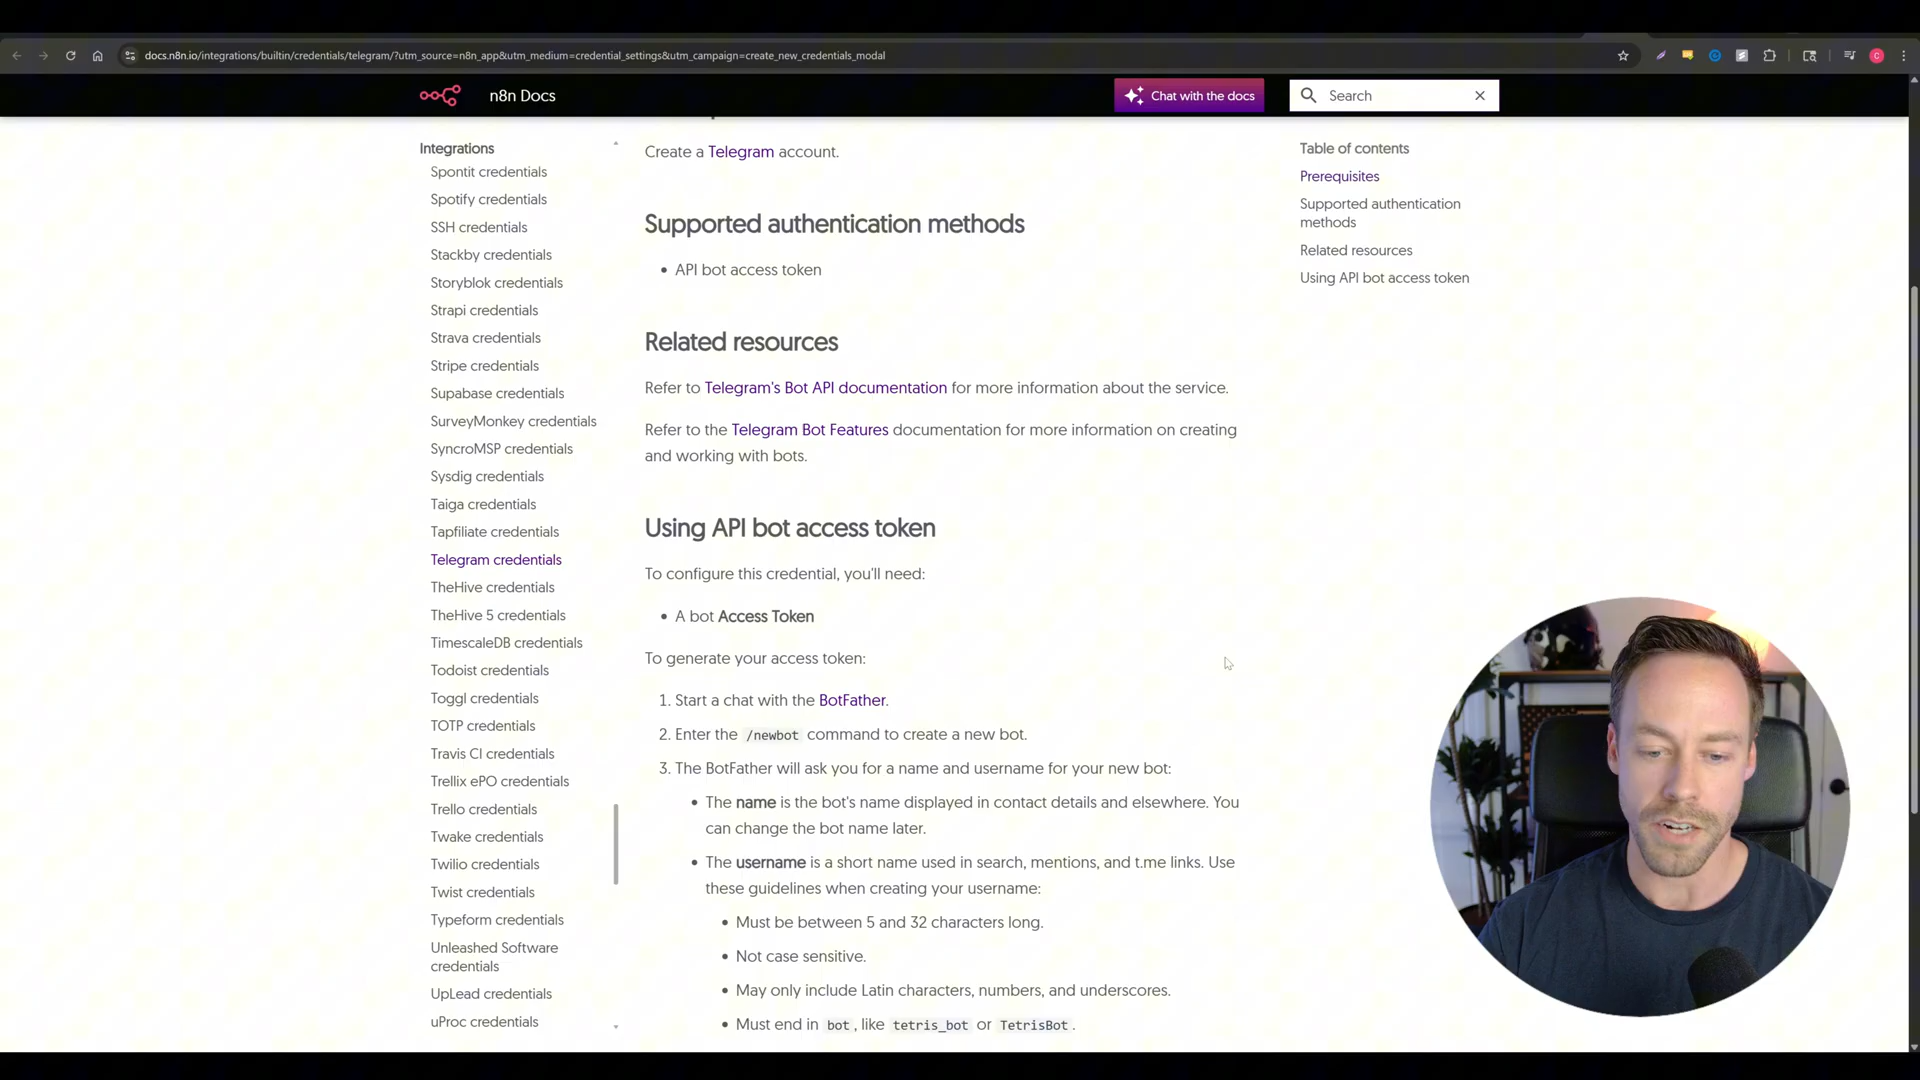 docs.n8n.io/integrations/builtin/credentials/telegram/?utm_source=n8n_app&utm_medium=credential_settings&utm_campaign=create_new_credentials_modal
C
n8n Docs
Chat with the docs
Search
Integrations
Spontit credentials
Spotify credentials
SSH credentials
Stackby credentials
Storyblok credentials
Strapi credentials
Strava credentials
Stripe credentials
Supabase credentials
SurveyMonkey credentials
SyncroMSP credentials
Sysdig credentials
Taiga credentials
Tapfiliate credentials
Telegram credentials
TheHive credentials
TheHive 5 credentials
TimescaleDB credentials
Todoist credentials
Toggl credentials
TOTP credentials
Travis CI credentials
Trellix ePO credentials
Trello credentials
Twake credentials
Twilio credentials
Twist credentials
Typeform credentials
Unleashed Software
credentials
UpLead credentials
uProc credentials
Create a Telegram account.
Supported authentication methods
• API bot access token
Related resources
Refer to Telegram's Bot API documentation for more information about the service.
Refer to the Telegram Bot Features documentation for more information on creating
and working with bots.
Using API bot access token
To configure this credential, you'll need:
• A bot Access Token
To generate your access token:
1. Start a chat with the BotFather.
2. Enter the /newbot command to create a new bot.
3. The BotFather will ask you for a name and username for your new bot:
• The name is the bot's name displayed in contact details and elsewhere. You
can change the bot name later.
• The username is a short name used in search, mentions, and t.me links. Use
these guidelines when creating your username:
• Must be between 5 and 32 characters long.
• Not case sensitive.
• May only include Latin characters, numbers, and underscores.
• Must end in bot, like tetris_bot or TetrisBot.
Table of contents
Prerequisites
Supported authentication
methods
Related resources
Using API bot access token